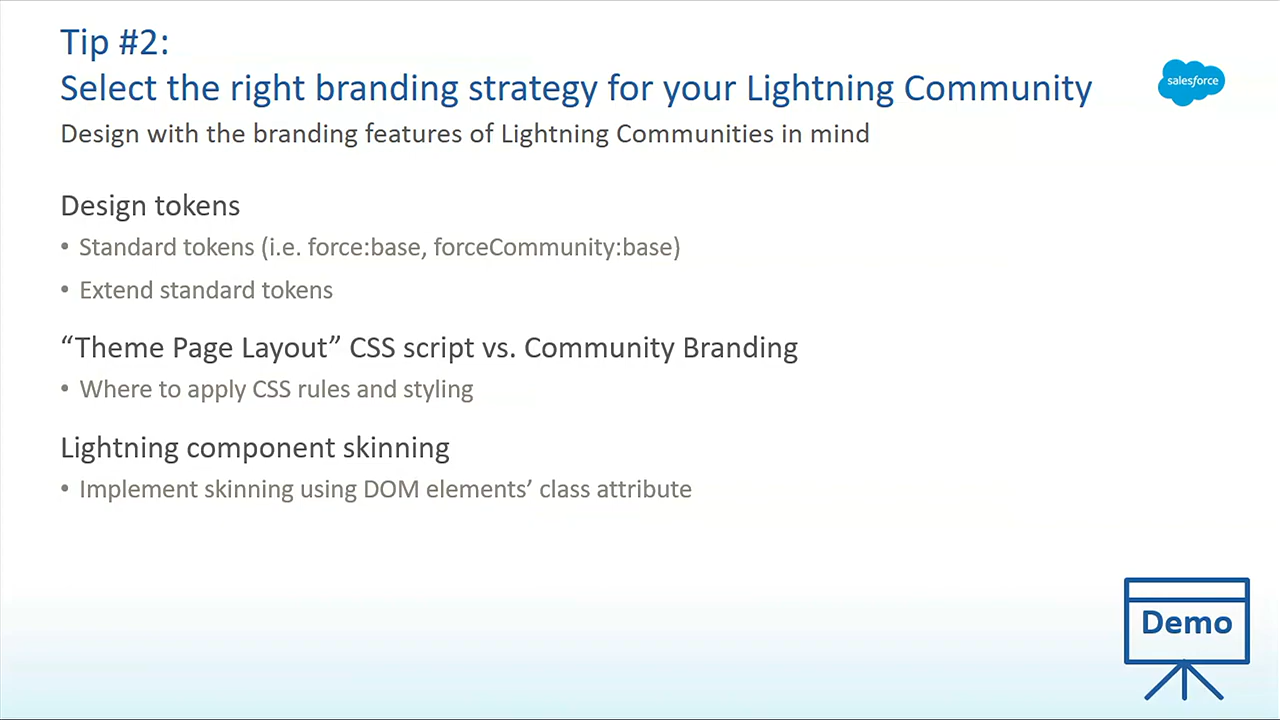 Tip #2:
Select the right branding strategy for your Lightning Community
salesforce
Design with the branding features of Lightning Communities in mind
Design tokens
• Standard tokens (i.e. force:base, forceCommunity:base)
• Extend standard tokens
“Theme Page Layout” CSS script vs. Community Branding
• Where to apply CSS rules and styling
Lightning component skinning
• Implement skinning using DOM elements’ class attribute
Demo